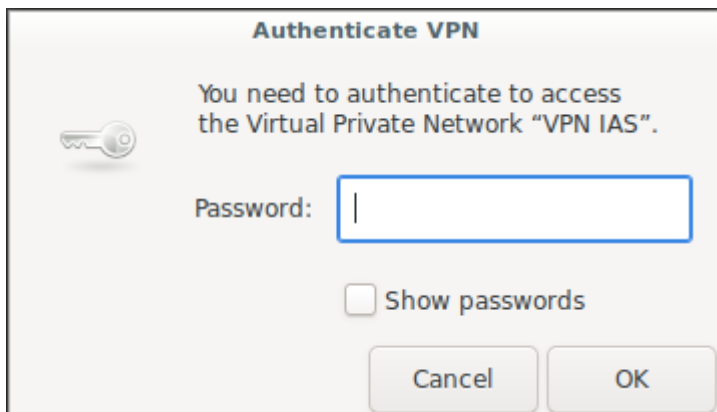 Authenticate VPN
You need to authenticate to access
the Virtual Private Network “VPN IAS”.
Password:
Show passwords
Cancel OK